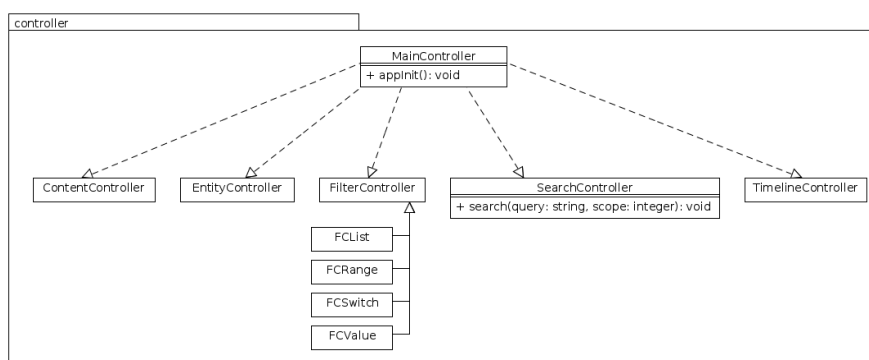 controller
MainController
+ appInit(): void
ContentController
EntityController
FilterController
SearchController
+ search(query: string, scope: integer): void
TimelineController
FCList
FCRange
FCSwitch
FCValue